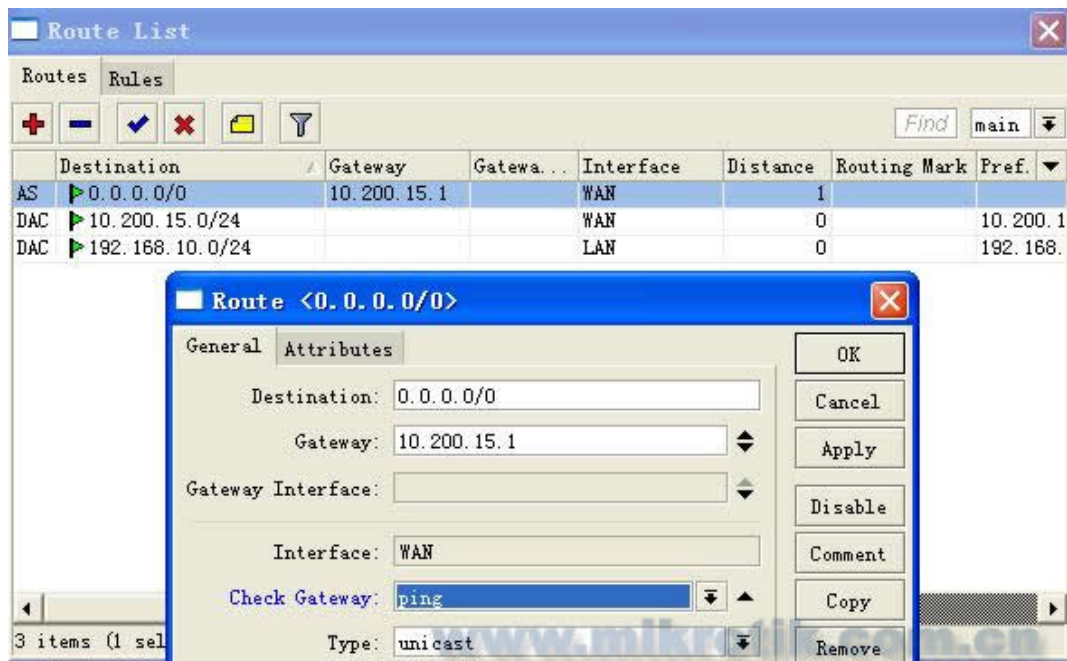 Route List
Routes Rules
Find main
Destination Gateway Gatewa... Interface Distance Routing Mark Pref.
AS 0.0.0.0/0 10.200.15.1 WAN 1
DAC 10.200.15.0/24 WAN 0 10.200.1
DAC 192.168.10.0/24 LAN 0 192.168.
Route <0.0.0.0/0>
General Attributes
OK
Destination: 0.0.0.0/0
Cancel
Gateway: 10.200.15.1
Apply
Gateway Interface:
Disable
Interface: WAN
Comment
Check Gateway: ping
Copy
3 items (1 sel
Type: unicast
Remove
www.mikrotik.com.cn